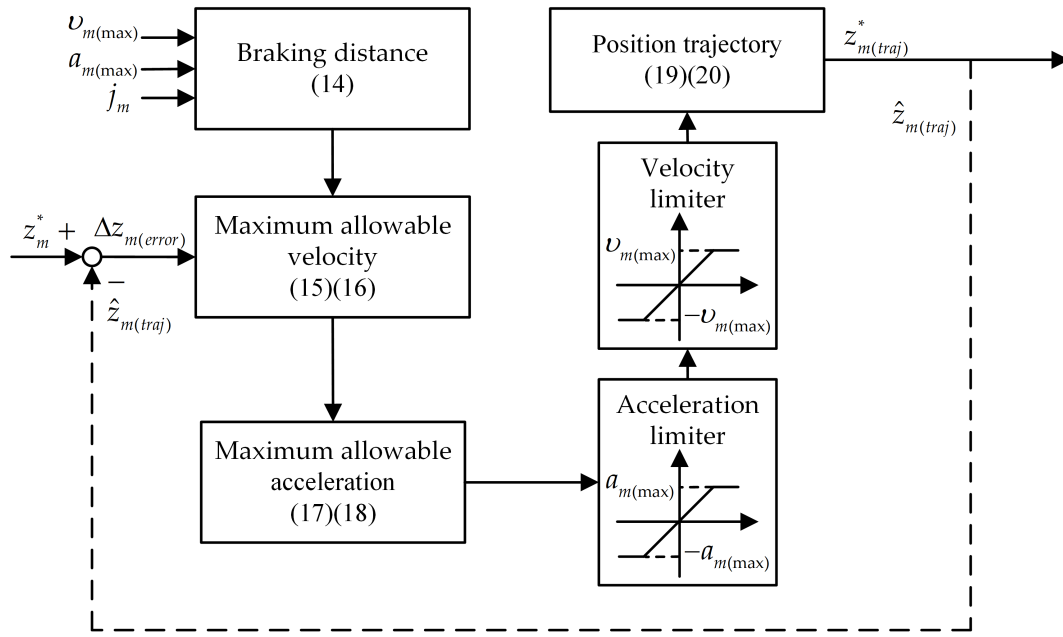 υm(max)
am(max)
jm
Braking distance
(14)
Position trajectory
(19)(20)
z*m(traj)
ẑm(traj)
Velocity
limiter
υm(max)
−υm(max)
z*m +
Δzm(error)
−
ẑm(traj)
Maximum allowable
velocity
(15)(16)
Maximum allowable
acceleration
(17)(18)
Acceleration
limiter
am(max)
−am(max)